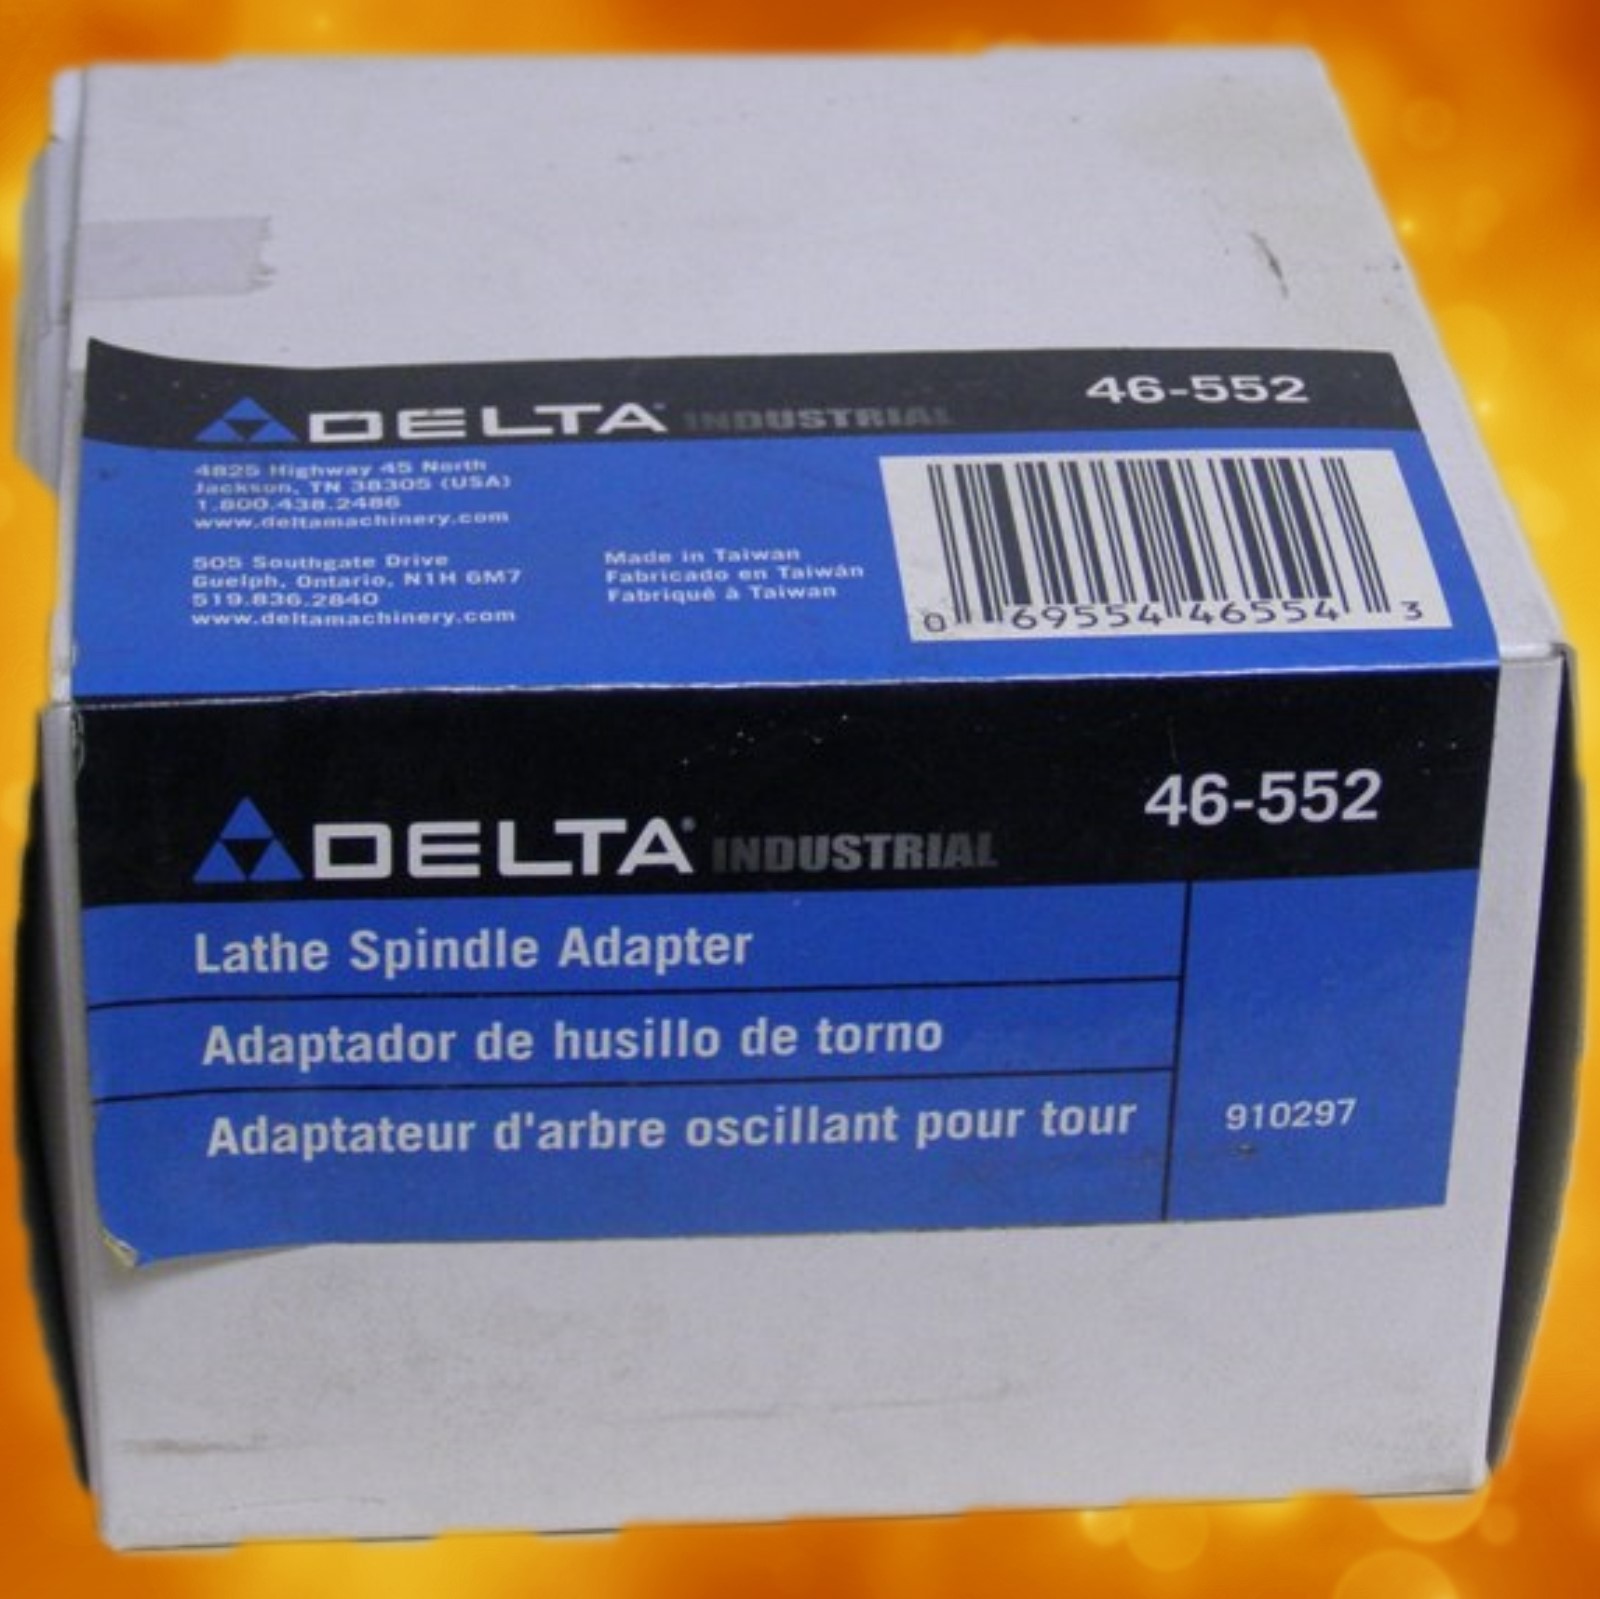 DELTA INDUSTRIAL
46-552
4825 Highway 45 North
Jackson, TN 38305 (USA)
1.800.438.2486
www.deltamachinery.com
505 Southgate Drive
Guelph, Ontario, N1H 6M7
519.836.2840
www.deltamachinery.com
Made in Taiwan
Fabricado en Taiwán
Fabriqué à Taiwan
0 69554 46554 3
DELTA® INDUSTRIAL
46-552
Lathe Spindle Adapter
Adaptador de husillo de torno
Adaptateur d'arbre oscillant pour tour
910297